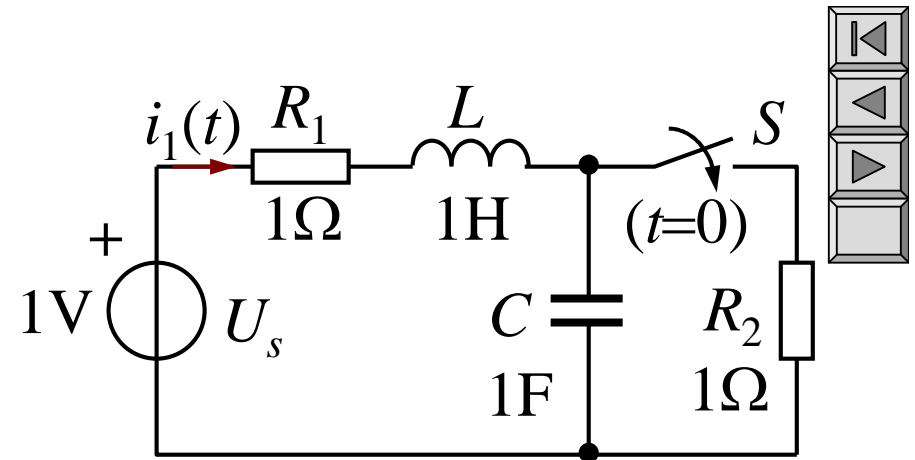 i₁(t) R₁ L S
1Ω 1H (t=0)
+
1V Uₛ C R₂
1F 1Ω